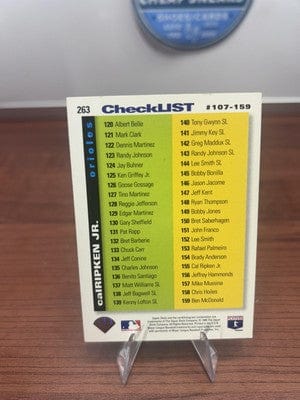 SHOES/CARDS
263
CheckLIST
#107-159
orioles
calRIPKEN JR.
120 Albert Belle
121 Mark Clark
122 Dennis Martinez
123 Randy Johnson
124 Jay Buhner
125 Ken Griffey Jr.
126 Goose Gossage
127 Tino Martinez
128 Reggie Jefferson
129 Edgar Martinez
130 Gary Sheffield
131 Pat Rapp
132 Bret Barberie
133 Chuck Carr
134 Jeff Conine
135 Charles Johnson
136 Benito Santiago
137 Matt Williams SL
138 Jeff Bagwell SL
139 Kenny Lofton SL
140 Tony Gwynn SL
141 Jimmy Key SL
142 Greg Maddux SL
143 Randy Johnson SL
144 Lee Smith SL
145 Bobby Bonilla
146 Jason Jacome
147 Jeff Kent
148 Ryan Thompson
149 Bobby Jones
150 Bret Saberhagen
151 John Franco
152 Lee Smith
153 Rafael Palmeiro
154 Brady Anderson
155 Cal Ripken Jr.
156 Jeffrey Hammonds
157 Mike Mussina
158 Chris Hoiles
159 Ben McDonald